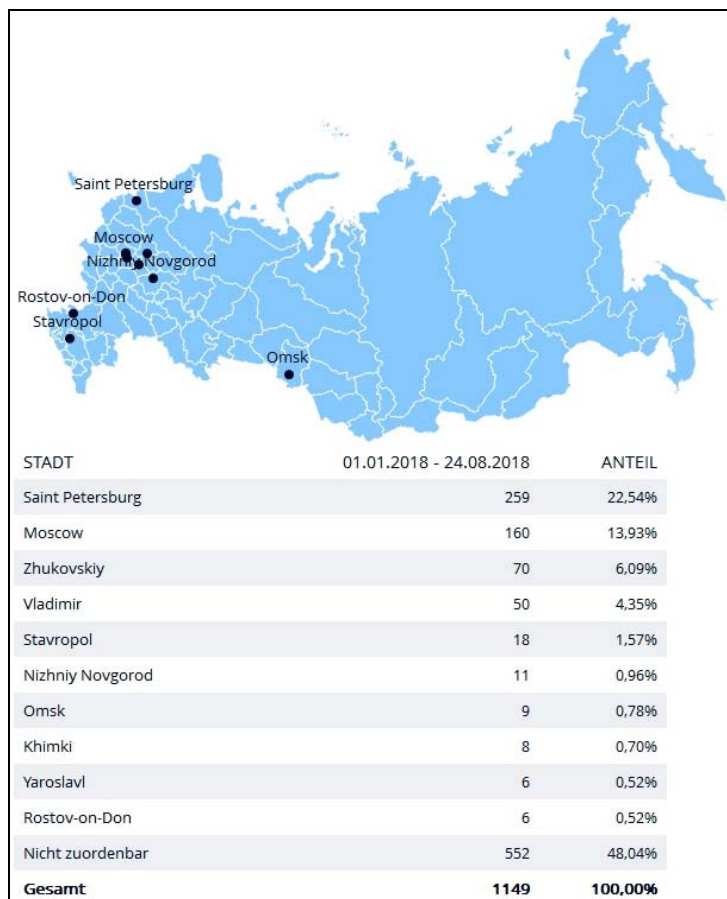 Saint Petersburg
Moscow
Nizhniy Novgorod
Rostov-on-Don
Stavropol
Omsk
STADT 01.01.2018 - 24.08.2018 ANTEIL
Saint Petersburg 259 22,54%
Moscow 160 13,93%
Zhukovskiy 70 6,09%
Vladimir 50 4,35%
Stavropol 18 1,57%
Nizhniy Novgorod 11 0,96%
Omsk 9 0,78%
Khimki 8 0,70%
Yaroslavl 6 0,52%
Rostov-on-Don 6 0,52%
Nicht zuordenbar 552 48,04%
Gesamt 1149 100,00%